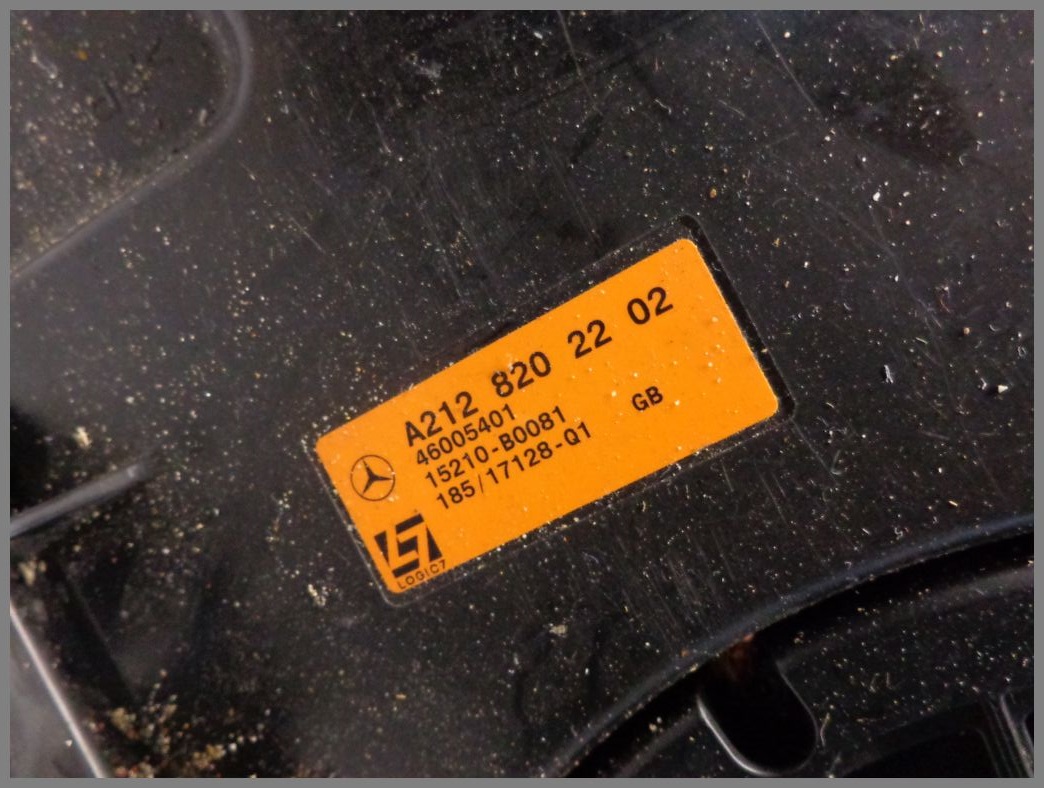 A212 820 22 02
46005401
15210-B0081 GB
185/17128-Q1
LOGIC7